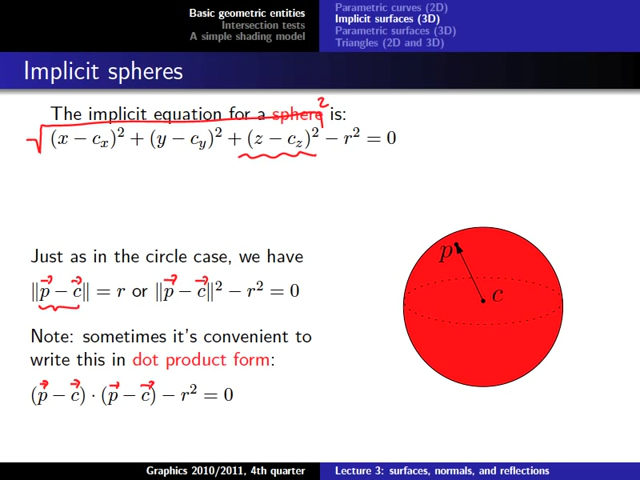 Basic geometric entities
Intersection tests
A simple shading model
Parametric curves (2D)
Implicit surfaces (3D)
Parametric surfaces (3D)
Triangles (2D and 3D)
Implicit spheres
The implicit equation for a sphere is:
√ 2
(x − cₓ)² + (y − c_y)² + (z − c_z)² − r² = 0
Just as in the circle case, we have
‖p⃗ − c⃗‖ = r or ‖p⃗ − c⃗‖² − r² = 0
Note: sometimes it's convenient to
write this in dot product form:
(p⃗ − c⃗) · (p⃗ − c⃗) − r² = 0
p
c
Graphics 2010/2011, 4th quarter
Lecture 3: surfaces, normals, and reflections